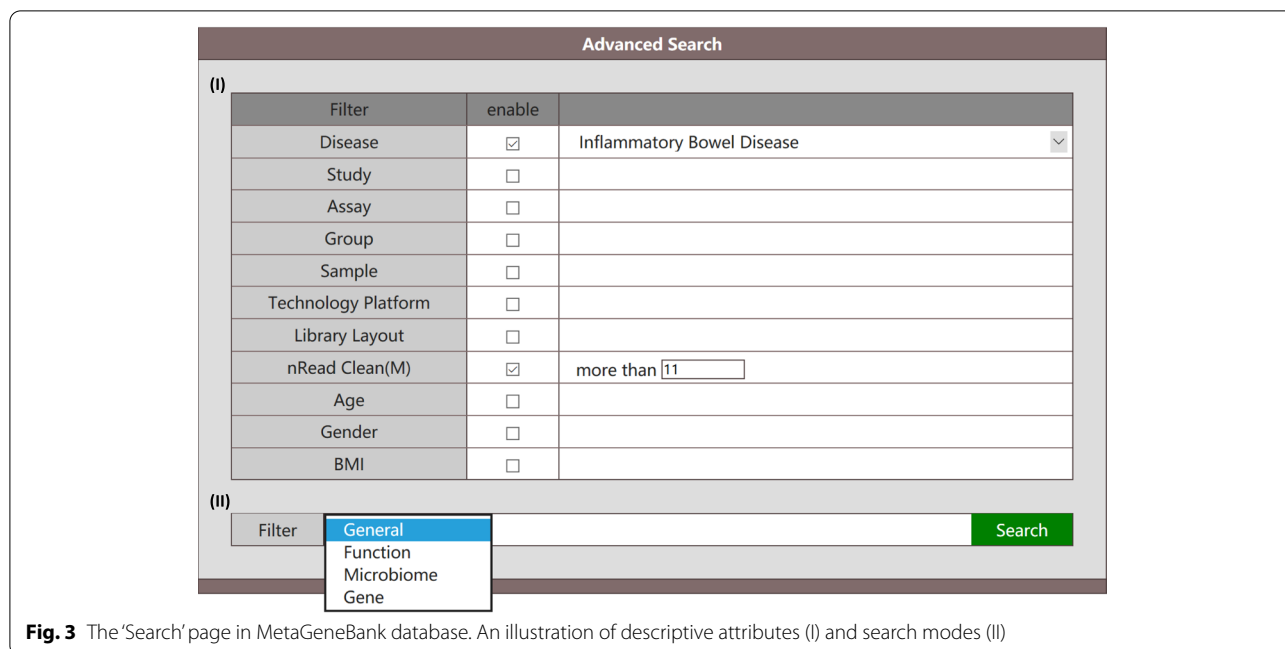 Advanced Search
(I)
Filter enable
Disease Inflammatory Bowel Disease
Study
Assay
Group
Sample
Technology Platform
Library Layout
nRead Clean(M) more than 11
Age
Gender
BMI
(II)
Filter General Search
Function
Microbiome
Gene
Fig. 3 The 'Search' page in MetaGeneBank database. An illustration of descriptive attributes (I) and search modes (II)